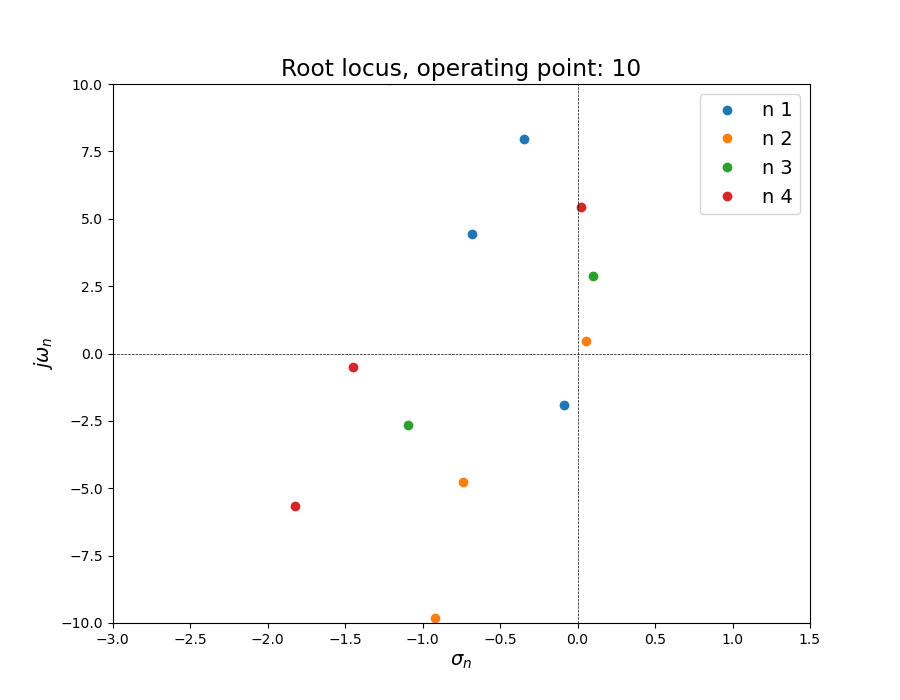 Root locus, operating point: 10
n 1
n 2
n 3
n 4
10.0
7.5
5.0
2.5
0.0
−2.5
−5.0
−7.5
−10.0
jωₙ
−3.0 −2.5 −2.0 −1.5 −1.0 −0.5 0.0 0.5 1.0 1.5
σₙ